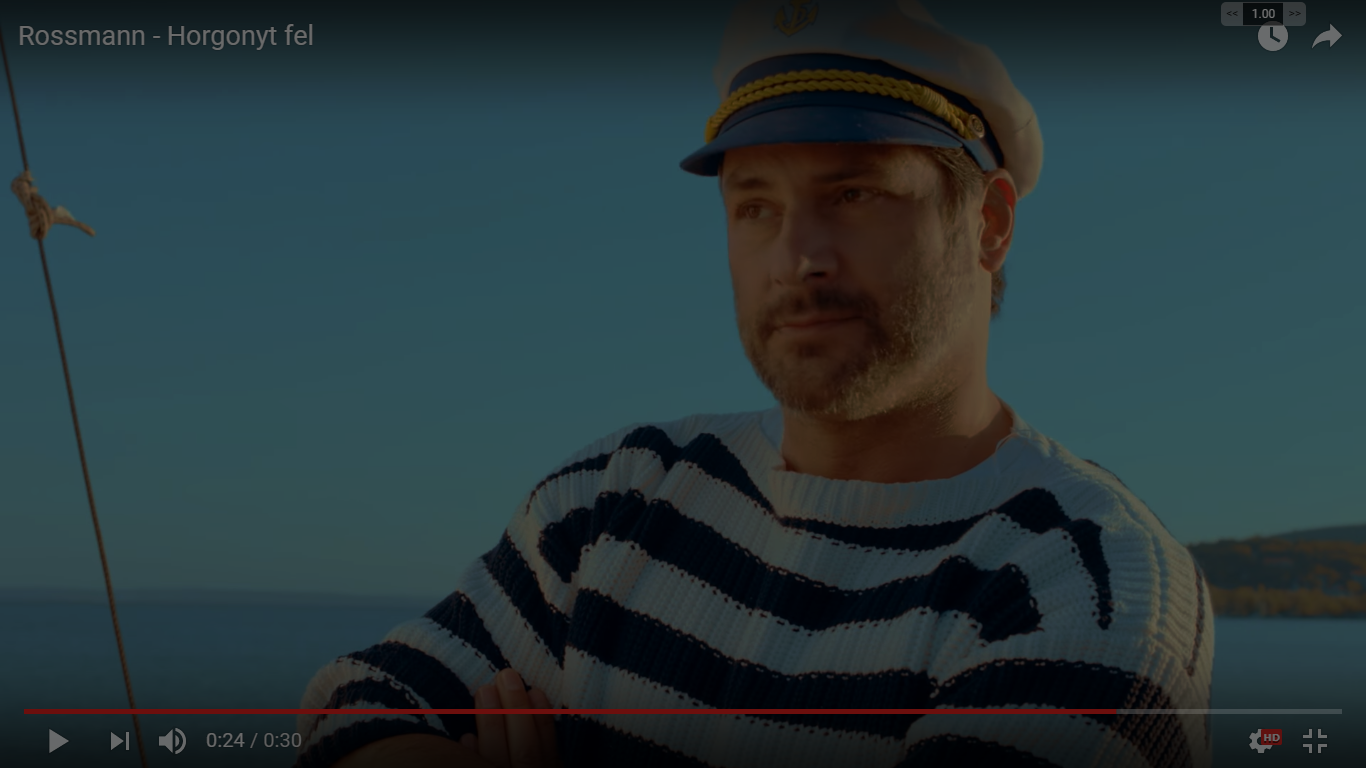 << 1.00 >>
Rossmann - Horgonyt fel
0:24 / 0:30
HD